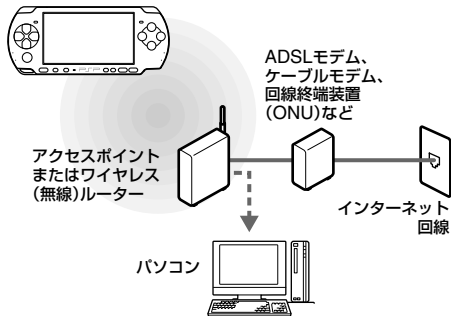 ADSLモデム、
ケーブルモデム、
回線終端装置
(ONU)など
アクセスポイント
またはワイヤレス
(無線)ルーター
インターネット
回線
パソコン